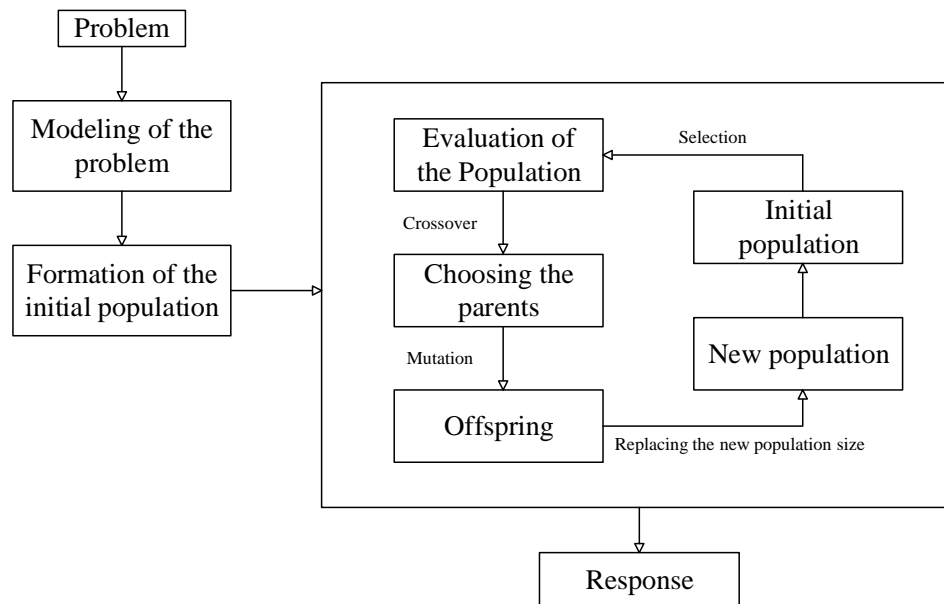 Problem
Modeling of the
problem
Formation of the
initial population
Evaluation of
the Population
Selection
Crossover
Initial
population
Choosing the
parents
Mutation
New population
Offspring
Replacing the new population size
Response